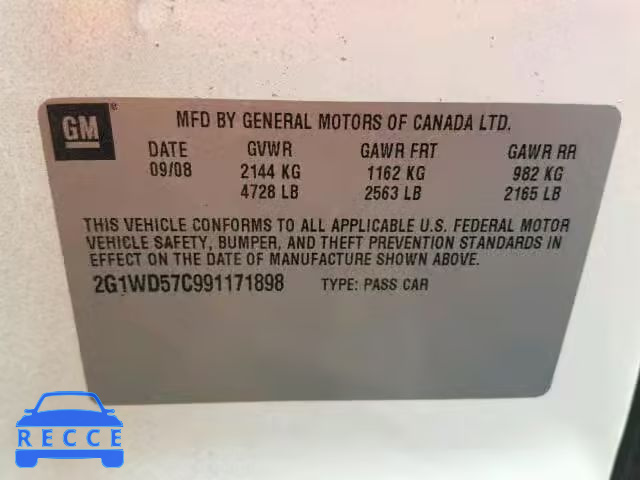 GM®
MFD BY GENERAL MOTORS OF CANADA LTD.
DATE GVWR GAWR FRT GAWR RR
09/08 2144 KG 1162 KG 982 KG
4728 LB 2563 LB 2165 LB
THIS VEHICLE CONFORMS TO ALL APPLICABLE U.S. FEDERAL MOTOR
VEHICLE SAFETY, BUMPER, AND THEFT PREVENTION STANDARDS IN
EFFECT ON THE DATE OF MANUFACTURE SHOWN ABOVE.
2G1WD57C991171898 TYPE: PASS CAR
RECCE